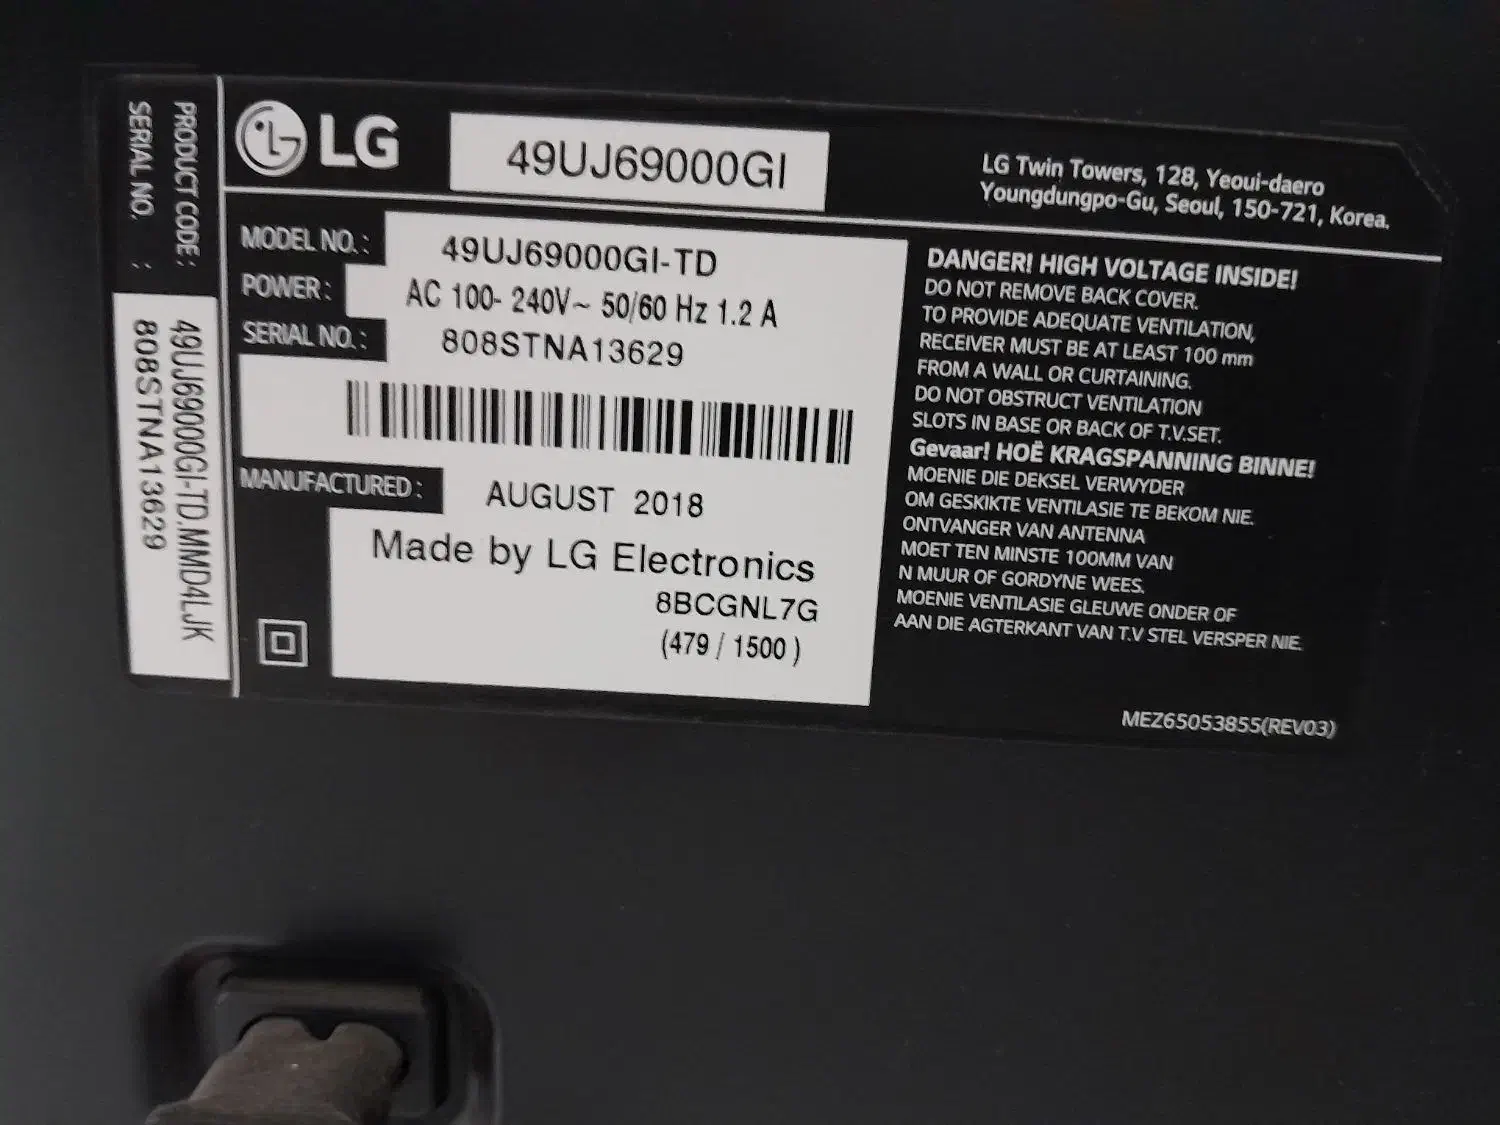 PRODUCT CODE: 49UJ69000GI-TD.MMD4LJK
SERIAL NO. : 808STNA13629
LG
49UJ69000GI
LG Twin Towers, 128, Yeoui-daero
Youngdungpo-Gu, Seoul, 150-721, Korea.
MODEL NO. : 49UJ69000GI-TD
POWER : AC 100- 240V~ 50/60 Hz 1.2 A
SERIAL NO. : 808STNA13629
MANUFACTURED : AUGUST 2018
Made by LG Electronics
8BCGNL7G
(479 / 1500 )
DANGER! HIGH VOLTAGE INSIDE!
DO NOT REMOVE BACK COVER.
TO PROVIDE ADEQUATE VENTILATION,
RECEIVER MUST BE AT LEAST 100 mm
FROM A WALL OR CURTAINING.
DO NOT OBSTRUCT VENTILATION
SLOTS IN BASE OR BACK OF T.V.SET.
Gevaar! HOË KRAGSPANNING BINNE!
MOENIE DIE DEKSEL VERWYDER
OM GESKIKTE VENTILASIE TE BEKOM NIE.
ONTVANGER VAN ANTENNA
MOET TEN MINSTE 100MM VAN
N MUUR OF GORDYNE WEES.
MOENIE VENTILASIE GLEUWE ONDER OF
AAN DIE AGTERKANT VAN T.V STEL VERSPER NIE.
MEZ65053855(REV03)